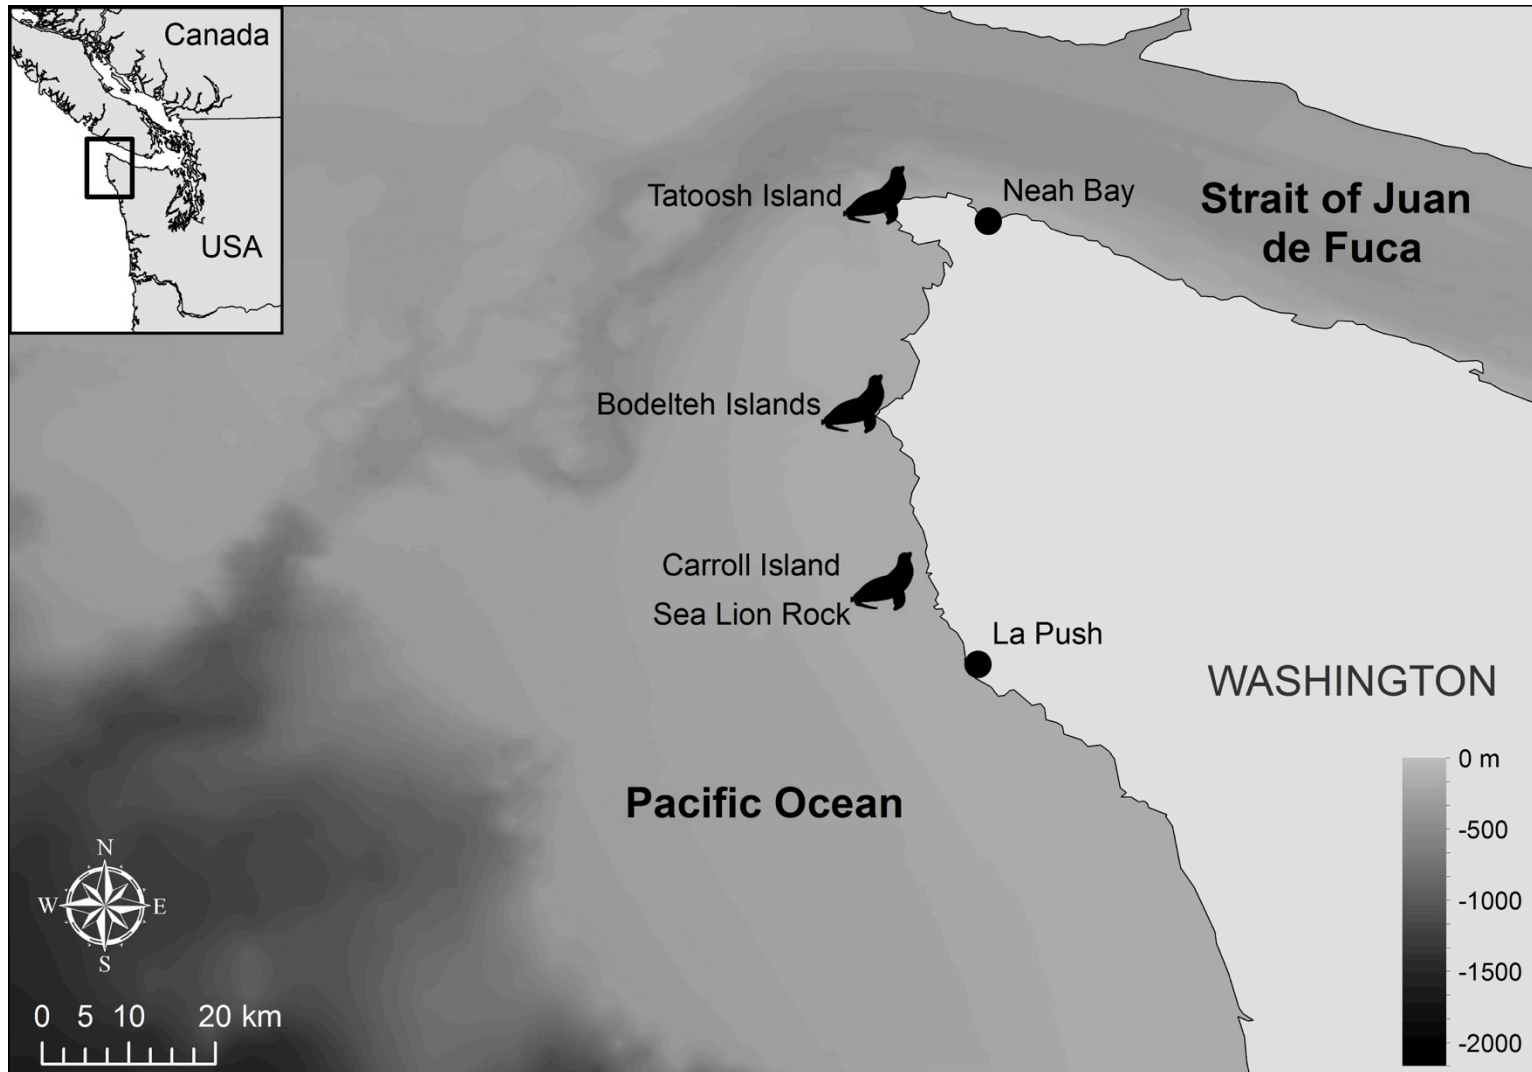 Canada
USA
Tatoosh Island
Neah Bay
Strait of Juan
de Fuca
Bodelteh Islands
Carroll Island
Sea Lion Rock
La Push
WASHINGTON
Pacific Ocean
N
W E
S
0 5 10 20 km
0 m
-500
-1000
-1500
-2000